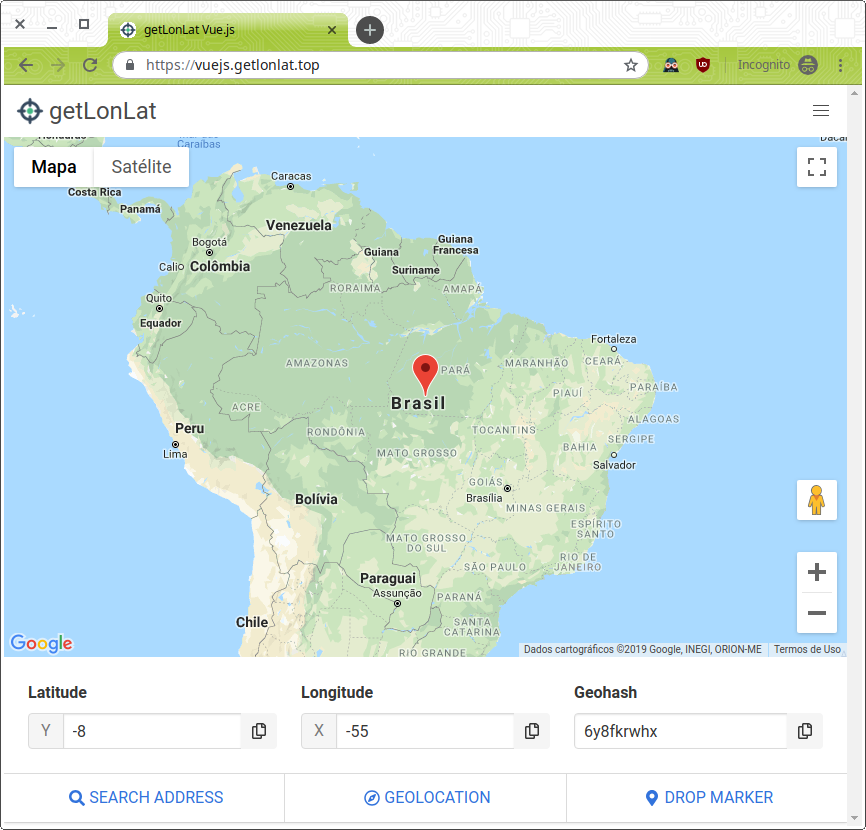 getLonLat Vue.js
https://vuejs.getlonlat.top
Incognito
getLonLat
Mapa Satélite
Honduras
Mar das
Caraíbas
Dacar
Caracas
Costa Rica
Panamá
Venezuela
Bogotá
Guiana
Guiana
Francesa
Cali
Colômbia
Suriname
RORAIMA
AMAPÁ
Quito
Equador
Fortaleza
AMAZONAS
PARÁ
MARANHÃO
CEARÁ
PARAÍBA
PIAUÍ
Brasil
ACRE
ALAGOAS
Peru
RONDÔNIA
TOCANTINS
SERGIPE
Lima
MATO GROSSO
BAHIA
Salvador
GOIÁS
Bolívia
Brasília
MINAS GERAIS
ESPÍRITO
SANTO
MATO GROSSO
DO SUL
RIO DE
JANEIRO
SÃO PAULO
Paraguai
Assunção
PARANÁ
Chile
SANTA
CATARINA
RIO GRANDE
Google
Dados cartográficos ©2019 Google, INEGI, ORION-ME Termos de Uso
Latitude Longitude Geohash
Y -8 X -55 6y8fkrwhx
SEARCH ADDRESS GEOLOCATION DROP MARKER